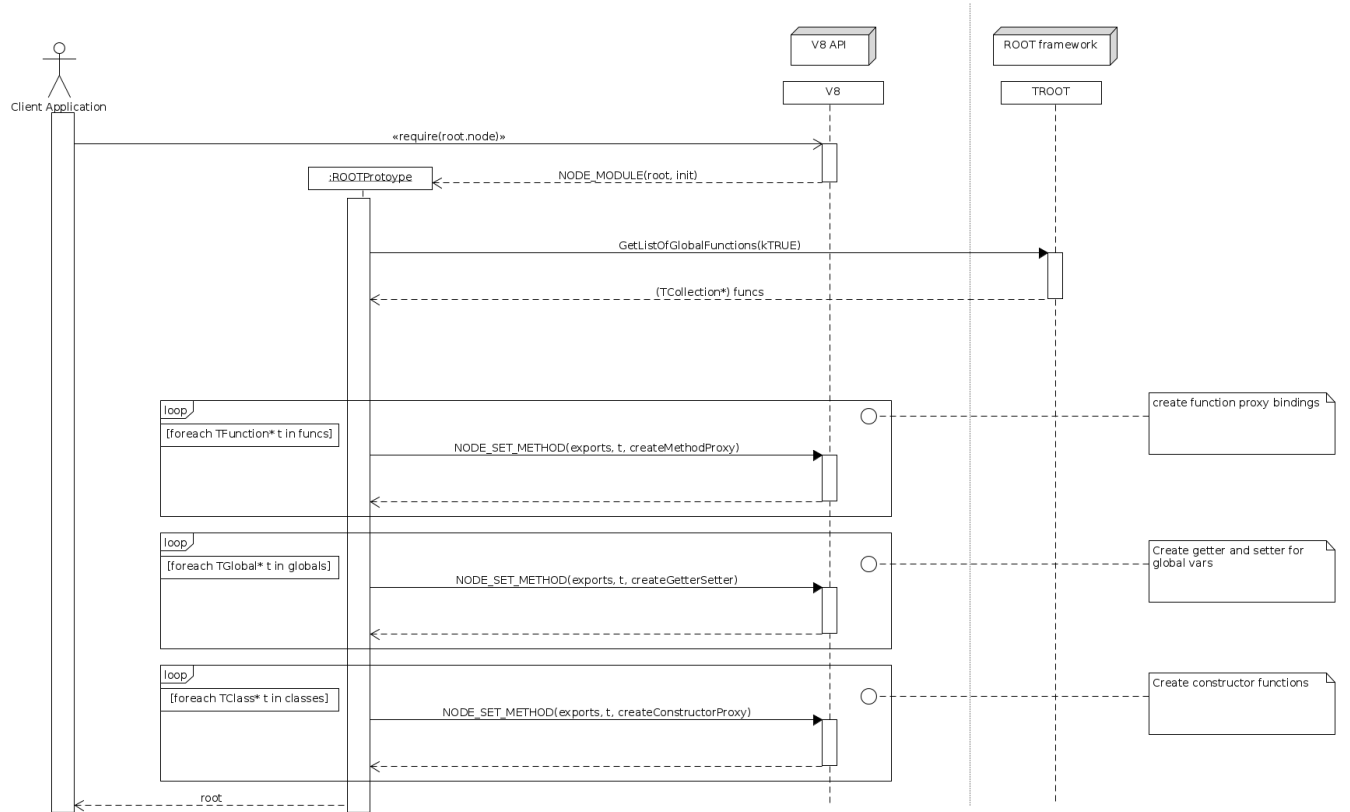 V8 API
ROOT framework
V8
TROOT
Client Application
«require(root.node)»
:ROOTProtoype
NODE_MODULE(root, init)
GetListOfGlobalFunctions(kTRUE)
(TCollection*) funcs
loop
[foreach TFunction* t in funcs]
create function proxy bindings
NODE_SET_METHOD(exports, t, createMethodProxy)
loop
[foreach TGlobal* t in globals]
Create getter and setter for
global vars
NODE_SET_METHOD(exports, t, createGetterSetter)
loop
[foreach TClass* t in classes]
Create constructor functions
NODE_SET_METHOD(exports, t, createConstructorProxy)
root